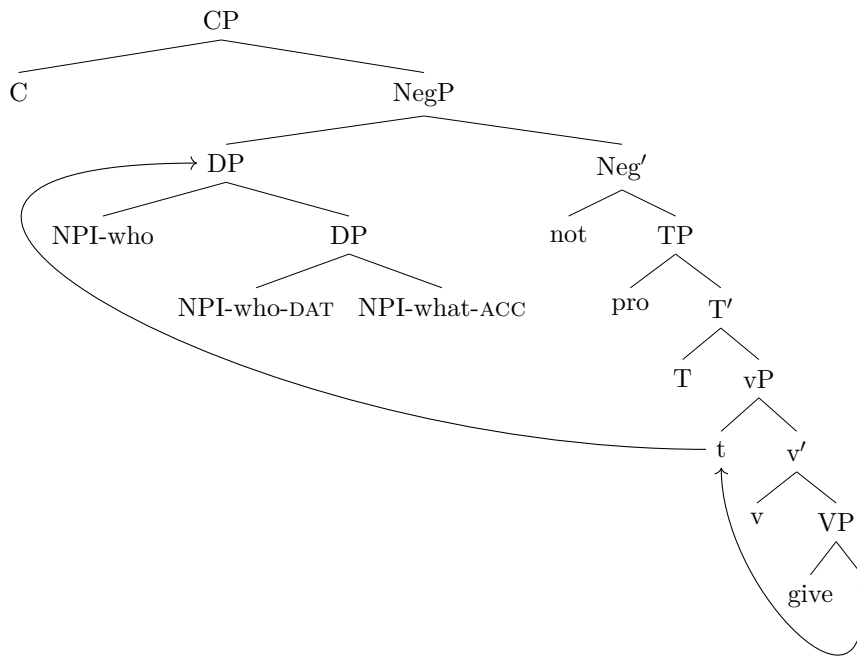 CP
C NegP
DP Neg′
NPI-who DP not TP
NPI-who-DAT NPI-what-ACC pro T′
T vP
t v′
v VP
give